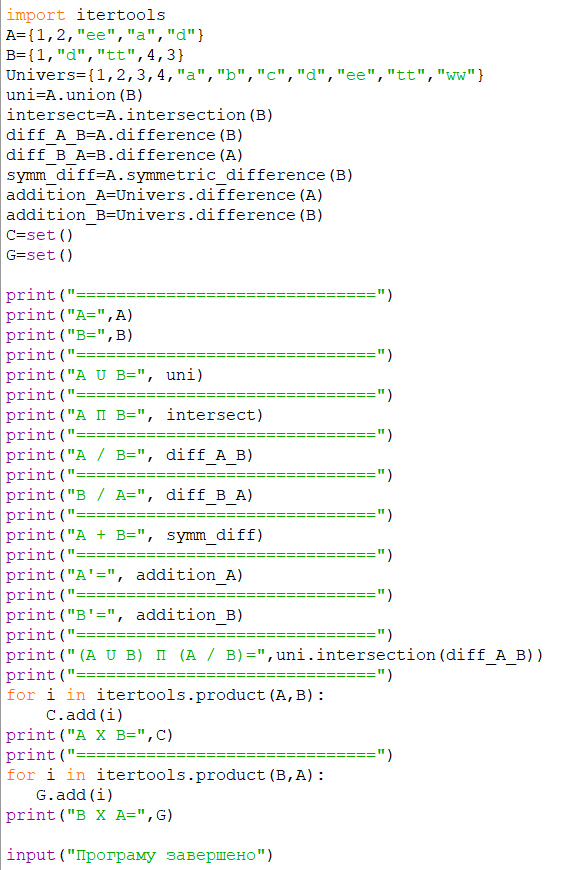 import itertools
A={1,2,"ee","a","d"}
B={1,"d","tt",4,3}
Univers={1,2,3,4,"a","b","c","d","ee","tt","ww"}
uni=A.union(B)
intersect=A.intersection(B)
diff_A_B=A.difference(B)
diff_B_A=B.difference(A)
symm_diff=A.symmetric_difference(B)
addition_A=Univers.difference(A)
addition_B=Univers.difference(B)
C=set()
G=set()

print("==============================")
print("A=",A)
print("B=",B)
print("==============================")
print("A U B=", uni)
print("==============================")
print("A П B=", intersect)
print("==============================")
print("A / B=", diff_A_B)
print("==============================")
print("B / A=", diff_B_A)
print("==============================")
print("A + B=", symm_diff)
print("==============================")
print("A'=", addition_A)
print("==============================")
print("B'=", addition_B)
print("==============================")
print("(A U B) П (A / B)=",uni.intersection(diff_A_B))
print("==============================")
for i in itertools.product(A,B):
    C.add(i)
print("A X B=",C)
print("==============================")
for i in itertools.product(B,A):
   G.add(i)
print("B X A=",G)

input("Програму завершено")